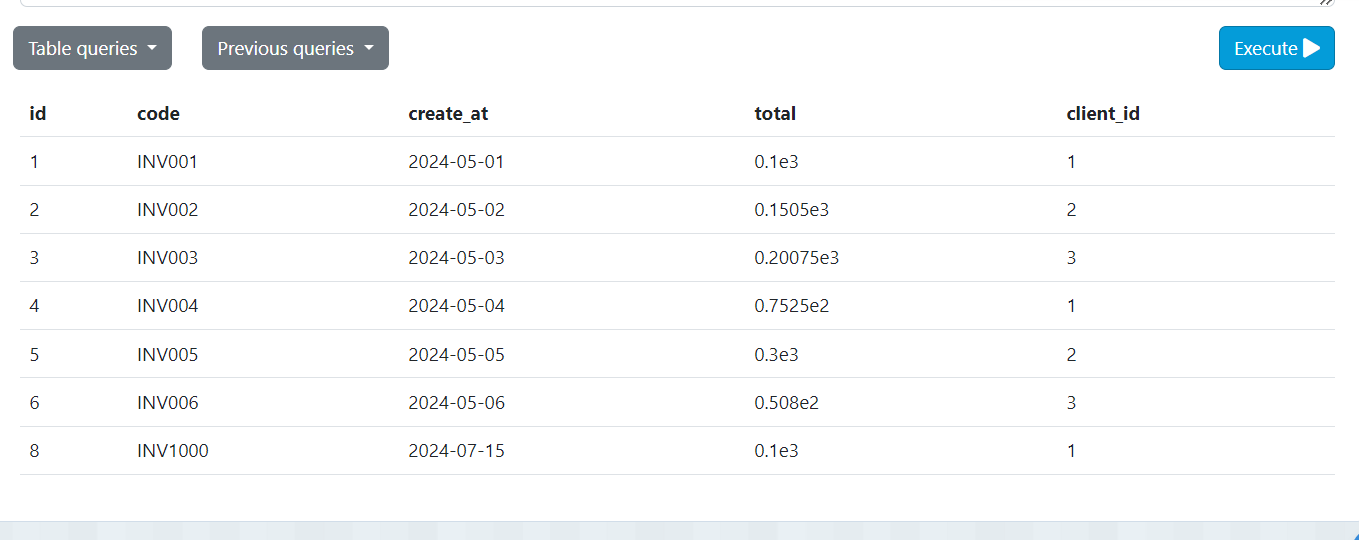 Table queries Previous queries Execute
id code create_at total client_id
1 INV001 2024-05-01 0.1e3 1
2 INV002 2024-05-02 0.1505e3 2
3 INV003 2024-05-03 0.20075e3 3
4 INV004 2024-05-04 0.7525e2 1
5 INV005 2024-05-05 0.3e3 2
6 INV006 2024-05-06 0.508e2 3
8 INV1000 2024-07-15 0.1e3 1